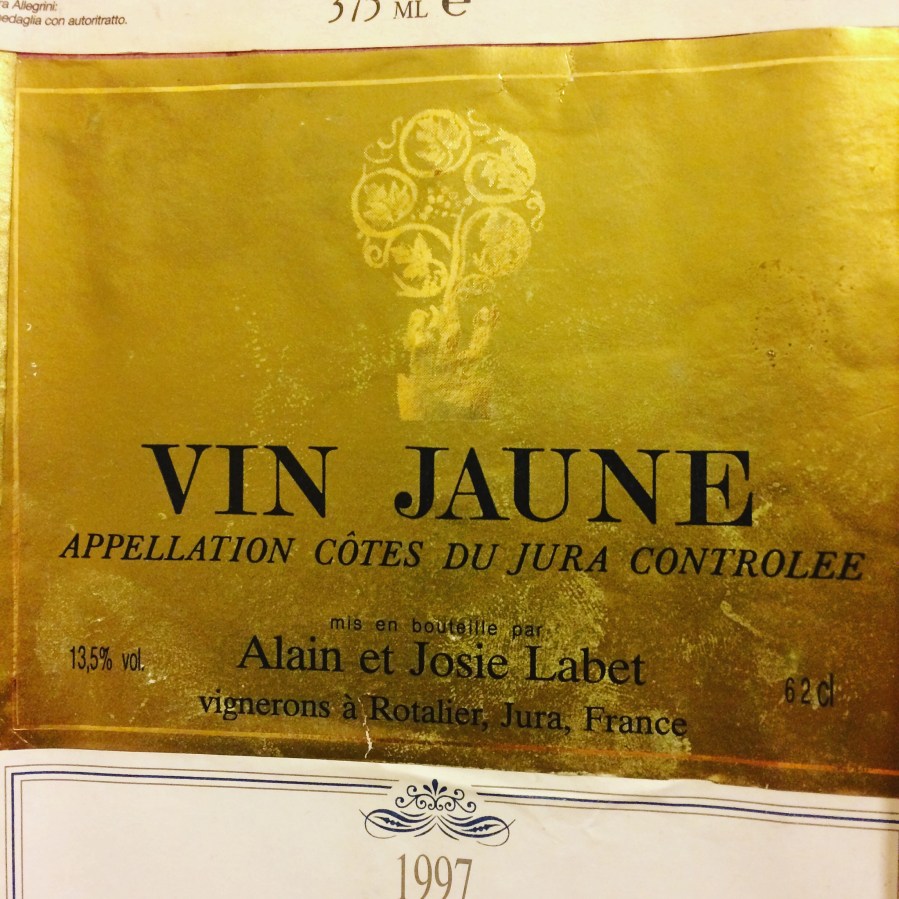 ra Allegrini:
medaglia con autoritratto.
375 ML e
VIN JAUNE
APPELLATION CÔTES DU JURA CONTROLEE
mis en bouteille par
13,5% vol.
Alain et Josie Labet
62 cl
vignerons à Rotalier, Jura, France
1997